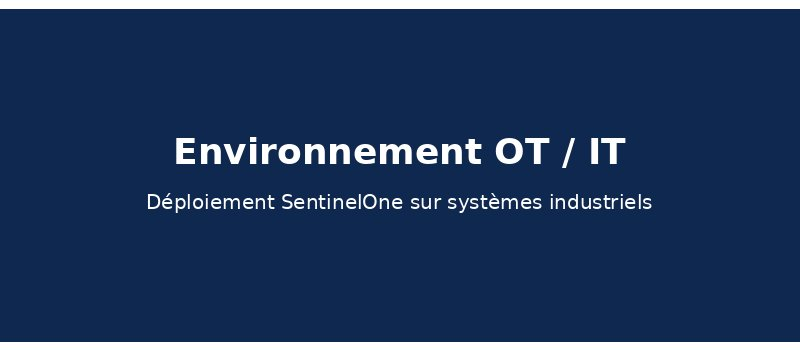 Environnement OT / IT
Déploiement SentinelOne sur systèmes industriels